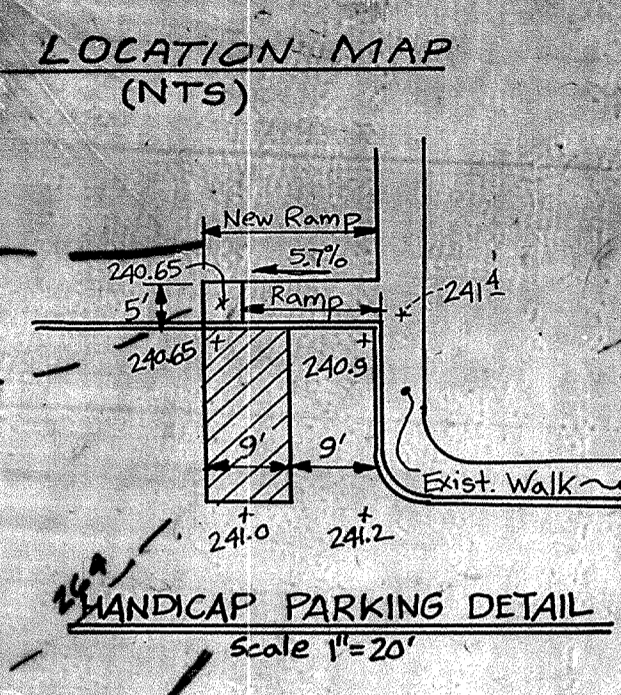 LOCATION MAP
(NTS)
New Ramp
5.7%
240.65
Ramp
241.4
5'
240.65
240.9
9'
9'
Exist. Walk
241.0
241.2
HANDICAP PARKING DETAIL
Scale 1"=20'